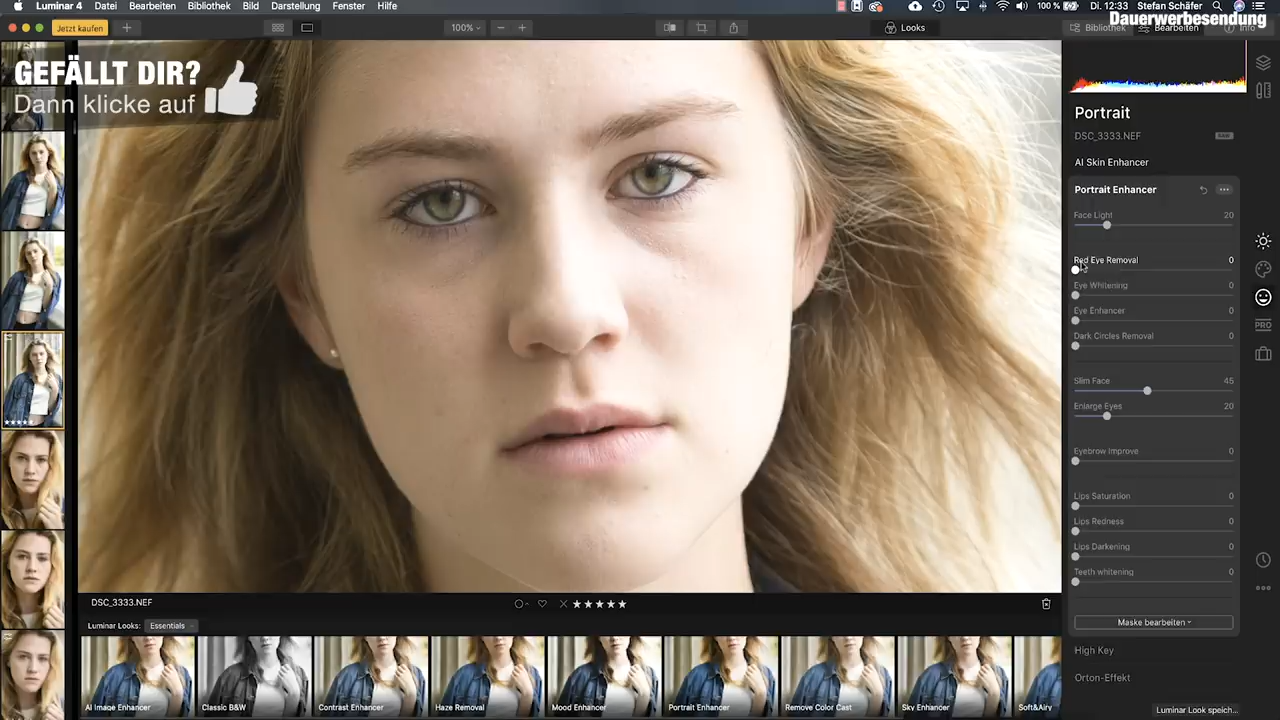 Luminar 4 Datei Bearbeiten Bibliothek Bild Darstellung Fenster Hilfe
100 % Di. 12:33 Stefan Schäfer
Dauerwerbesendung
Jetzt kaufen
100%
Looks
Bibliothek Bearbeiten Info
GEFÄLLT DIR?
Dann klicke auf
Portrait
DSC_3333.NEF RAW
AI Skin Enhancer
Portrait Enhancer
Face Light 20
Red Eye Removal 0
Eye Whitening 0
Eye Enhancer 0
Dark Circles Removal 0
Slim Face 45
Enlarge Eyes 20
Eyebrow Improve 0
Lips Saturation 0
Lips Redness 0
Lips Darkening 0
Teeth whitening 0
Maske bearbeiten
High Key
Orton-Effekt
Luminar Look speich...
PRO
DSC_3333.NEF
Luminar Looks: Essentials
AI Image Enhancer
Classic B&W
Contrast Enhancer
Haze Removal
Mood Enhancer
Portrait Enhancer
Remove Color Cast
Sky Enhancer
Soft&Airy